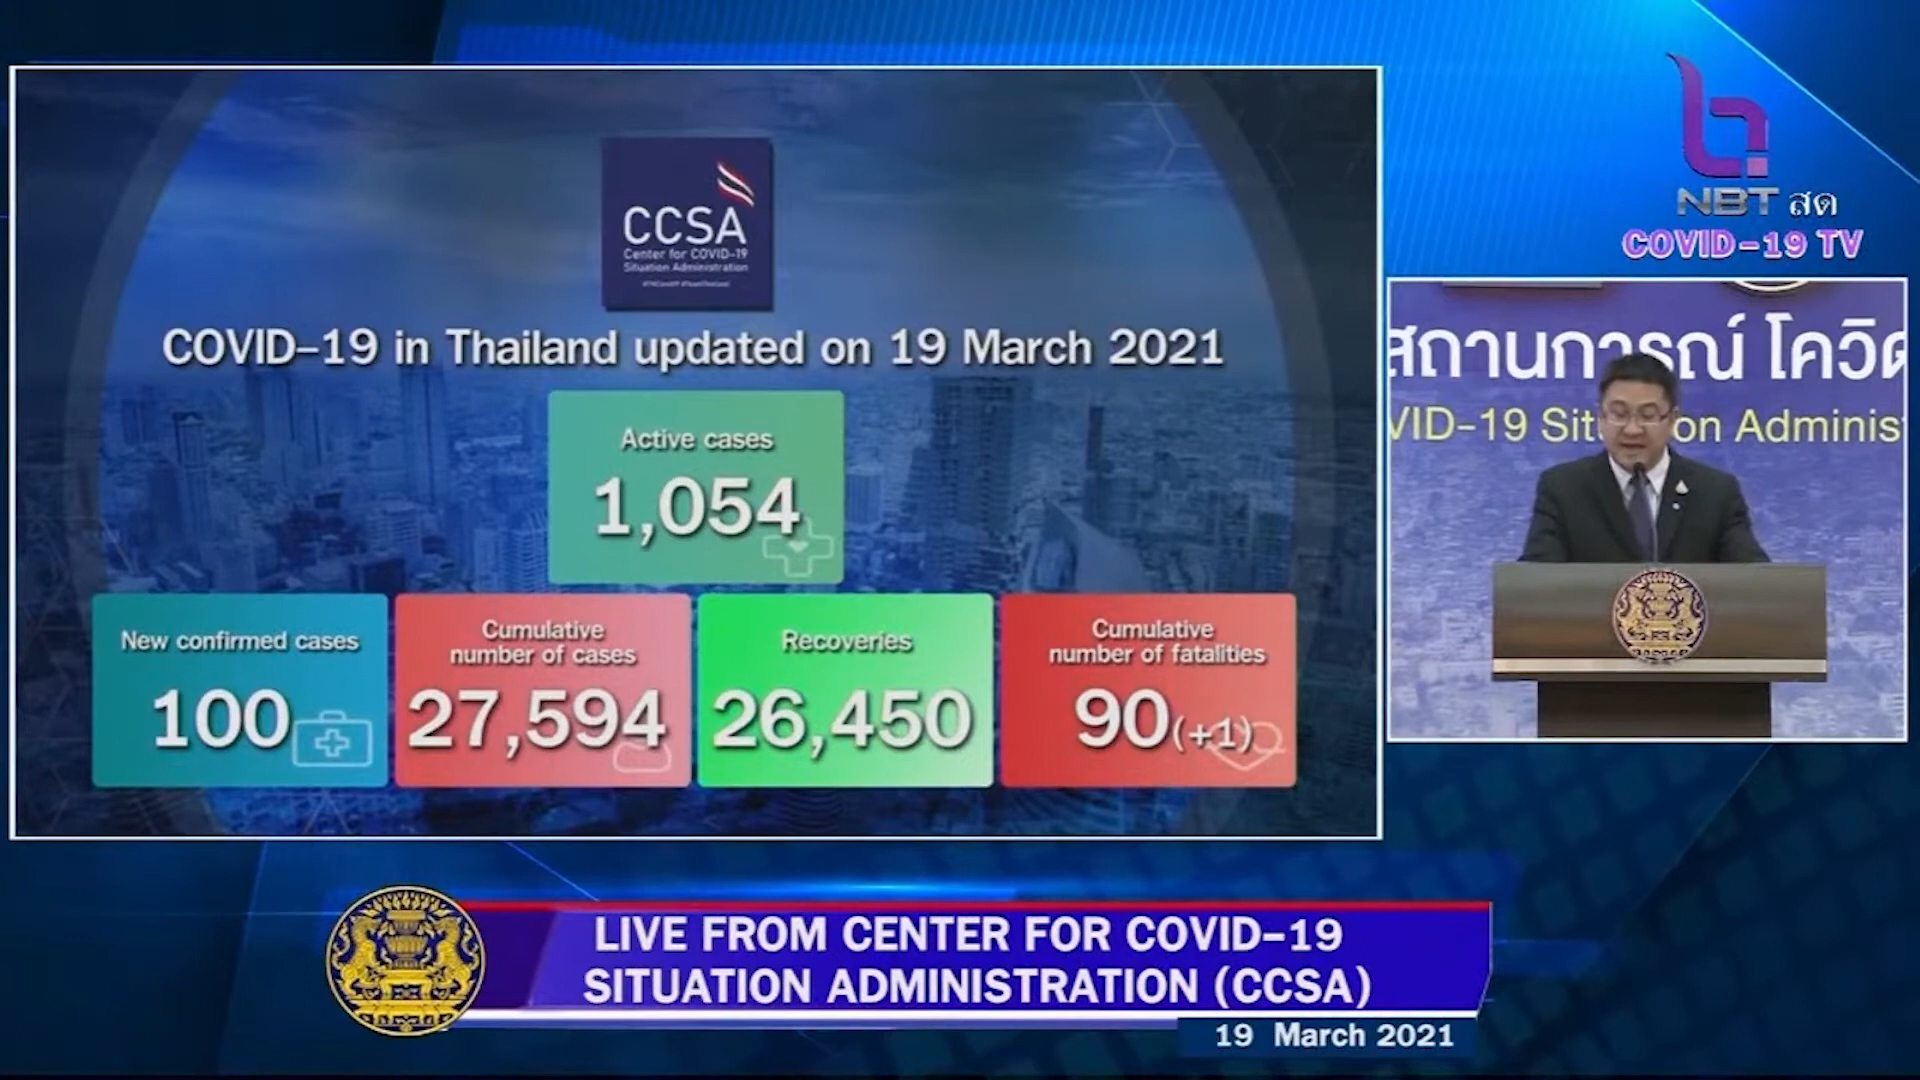 CCSA
Center for COVID-19
Situation Administration
COVID-19 in Thailand updated on 19 March 2021
Active cases
1,054
New confirmed cases
100
Cumulative
number of cases
27,594
Recoveries
26,450
Cumulative
number of fatalities
90(+1)
NBT สด
COVID-19 TV
สถานการณ์ โควิด
VID-19 Sit on Adminis
LIVE FROM CENTER FOR COVID-19
SITUATION ADMINISTRATION (CCSA)
19 March 2021